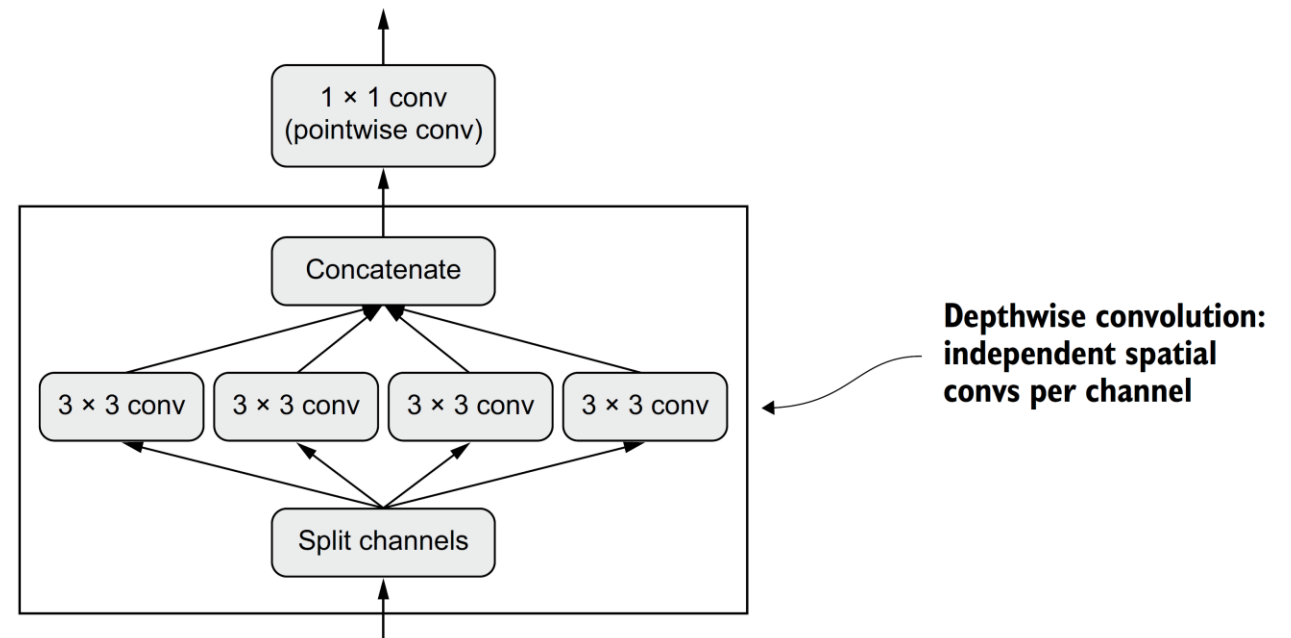 1 × 1 conv
(pointwise conv)
Concatenate
3 × 3 conv
3 × 3 conv
3 × 3 conv
3 × 3 conv
Split channels
Depthwise convolution:
independent spatial
convs per channel